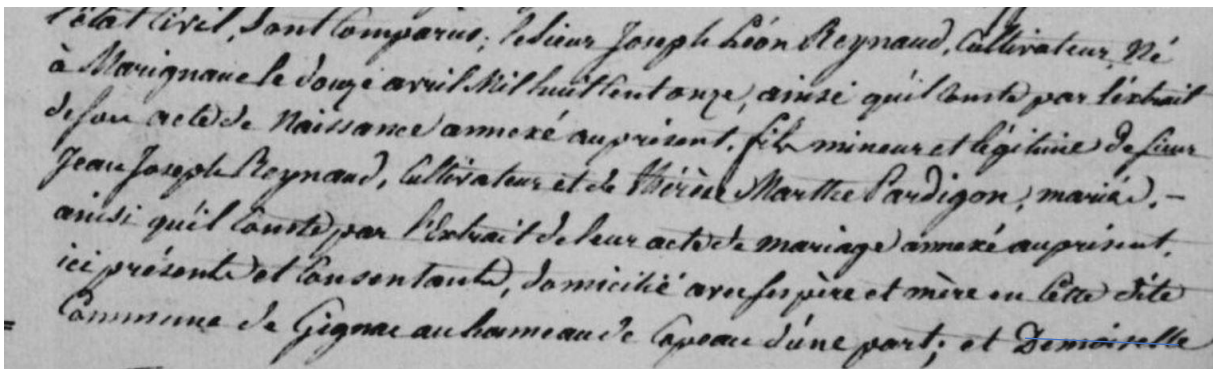 l'état Civil, Sont Comparus; le Sieur Joseph Léon Reynaud, Cultivateur, Né
à Marignane le douze avril Mil huit Cent onze, ainsi qu'il Conste par l'extrait
de son acte de Naissance annexé au présent, fils mineur et légitime de Sieur
Jean Joseph Reynaud, Cultivateur et de Thérèse Marthe Pardigon, mariés, -
ainsi qu'il Conste par l'Extrait de leur acte de mariage annexé au présent,
ici présents et Consentants, domicilié avec ses père et mère en Cette dite
Commune de Gignac au hameau de Capeau d'une part; et Demoiselle